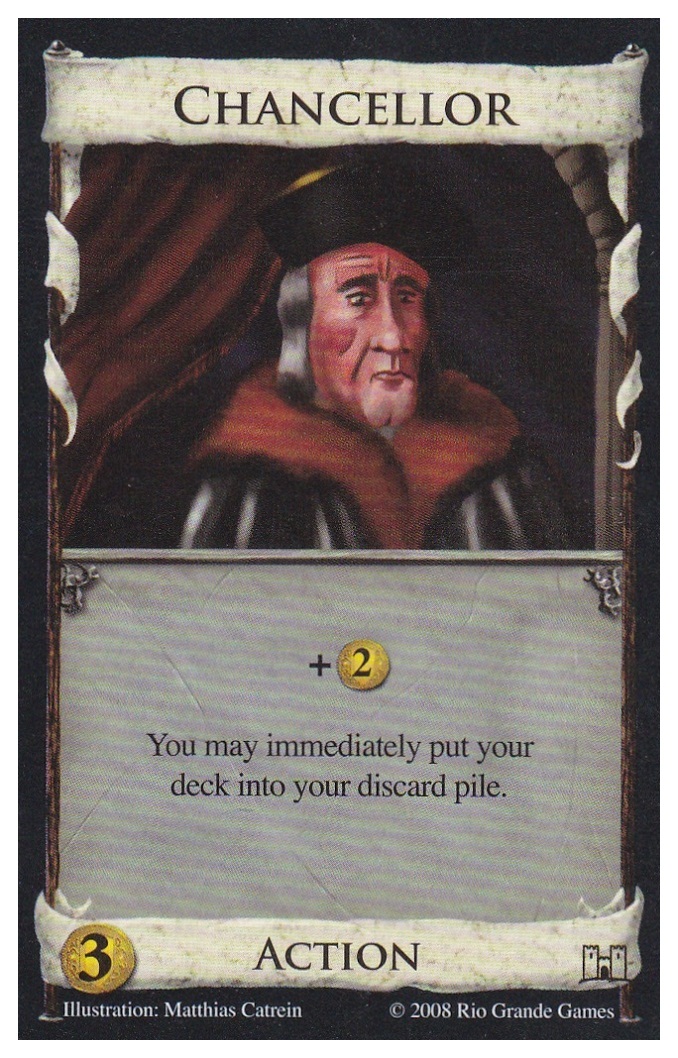 CHANCELLOR
+2
You may immediately put your
deck into your discard pile.
3
ACTION
Illustration: Matthias Catrein
© 2008 Rio Grande Games